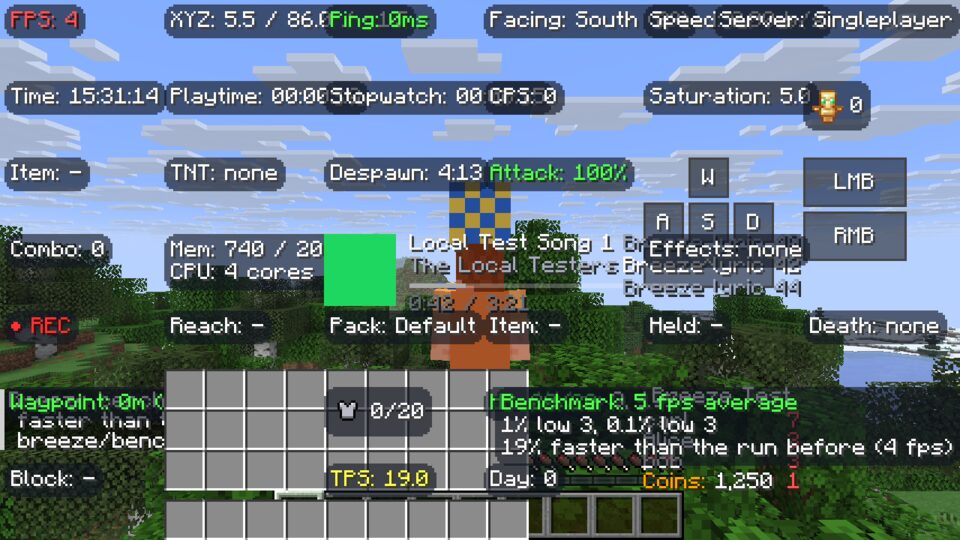 FPS: 4
XYZ: 5.5 / 86.
Ping: 0ms
Facing: South
Speed
Server: Singleplayer
Time: 15:31:14
Playtime: 00:00
Stopwatch: 00:
CPS: 0
Saturation: 5.0
0
Item: -
TNT: none
Despawn: 4:13
Attack: 100%
W
LMB
A
S
D
RMB
Combo: 0
Mem: 740 / 20
CPU: 4 cores
Local Test Song 1
The Local Testers
0:42 / 3:21
Effects: none
Breeze lyric 42
Breeze lyric 44
• REC
Reach: -
Pack: Default
Item: -
Held: -
Death: none
Waypoint: 0m
faster than
breeze/benc
0/20
Breeze Test
Benchmark: 5 fps average
1% low 3, 0.1% low 3
19% faster than the run before (4 fps)
Block: -
TPS: 19.0
Day: 0
Coins: 1,250
1